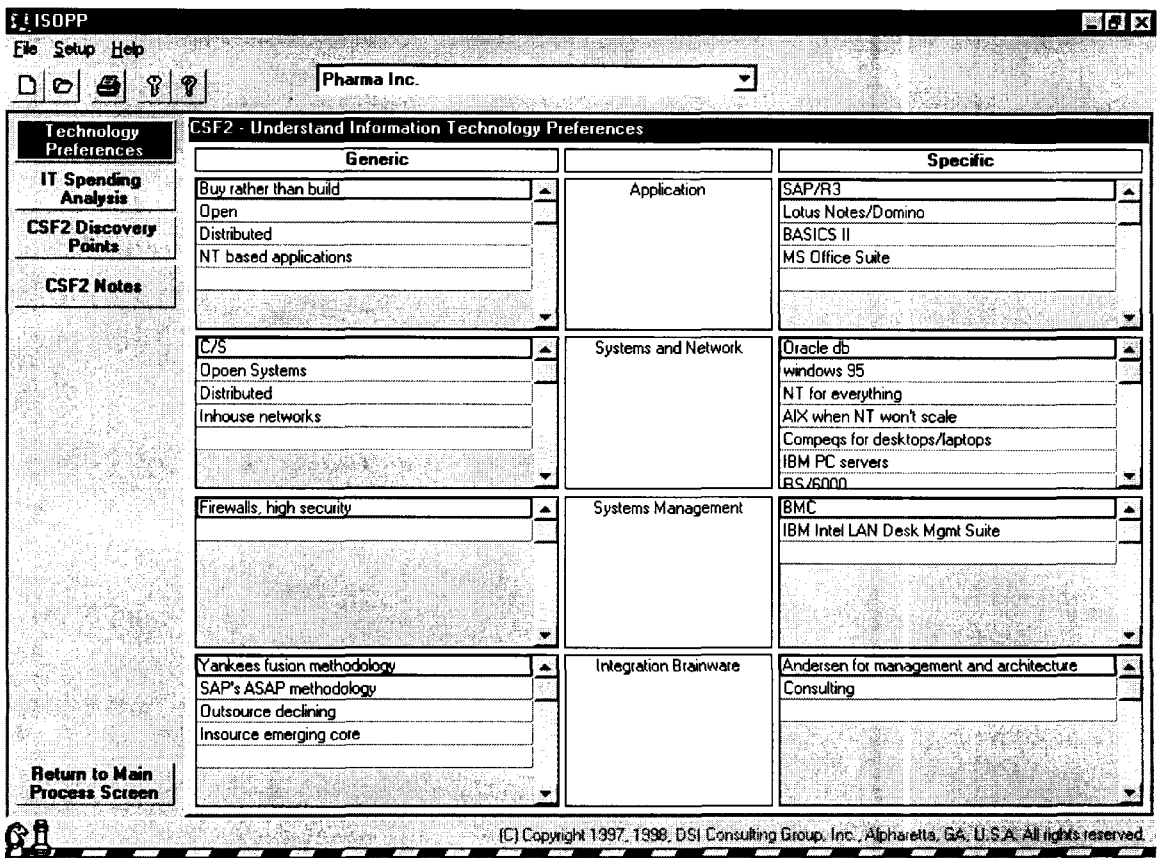 ISOPP
File Setup Help
Pharma Inc.
Technology
Preferences
IT Spending
Analysis
CSF2 Discovery
Points
CSF2 Notes
Return to Main
Process Screen
CSF2 - Understand Information Technology Preferences
Generic
Specific
Buy rather than build
Open
Distributed
NT based applications
Application
SAP/R3
Lotus Notes/Domino
BASICS II
MS Office Suite
C/S
Opoen Systems
Distributed
Inhouse networks
Systems and Network
Oracle db
windows 95
NT for everything
AIX when NT won't scale
Compeqs for desktops/laptops
IBM PC servers
RS/6000
Firewalls, high security
Systems Management
BMC
IBM Intel LAN Desk Mgmt Suite
Yankees fusion methodology
SAP's ASAP methodology
Outsource declining
Insource emerging core
Integration Brainware
Andersen for management and architecture
Consulting
(C) Copyright 1997, 1998, DSI Consulting Group, Inc., Alpharetta, GA, U.S.A. All rights reserved.